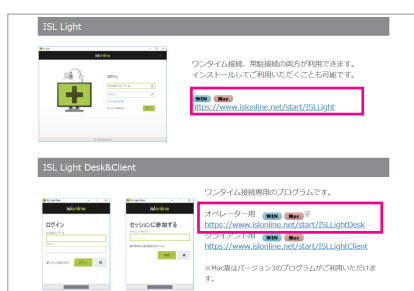 ISL Light
islonline
ログイン
ログイン
ワンタイム接続、常駐接続の両方が利用できます。
インストールしてご利用いただくことも可能です。
WIN Mac
https://www.islonline.net/start/ISLLight
ISL Light Desk&Client
islonline
ログイン
ログイン
islonline
セッションに参加する
ワンタイム接続専用のプログラムです。
オペレーター用 WIN Mac ※
https://www.islonline.net/start/ISLLightDesk
クライアント用 WIN Mac
https://www.islonline.net/start/ISLLightClient
※Mac版はバージョン3のプログラムがご利用いただけま
す。